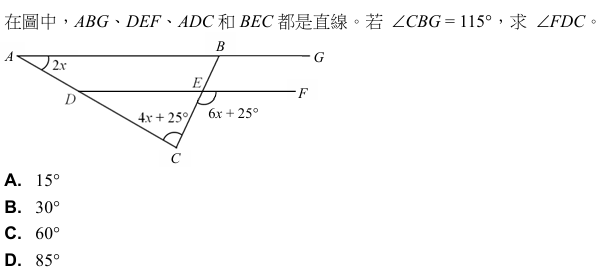 在圖中，ABG、DEF、ADC 和 BEC 都是直線。若 ∠CBG = 115°，求 ∠FDC。
A
B
G
2x
D
E
F
4x + 25°
6x + 25°
C
A. 15°
B. 30°
C. 60°
D. 85°